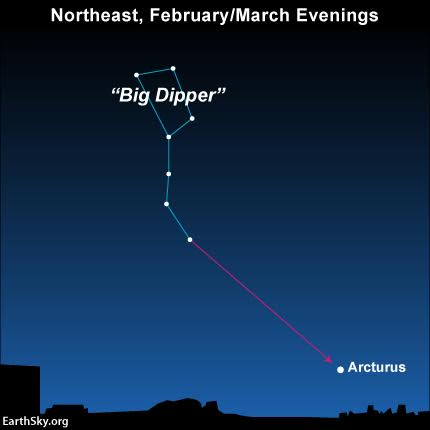 Northeast, February/March Evenings
“Big Dipper”
Arcturus
EarthSky.org